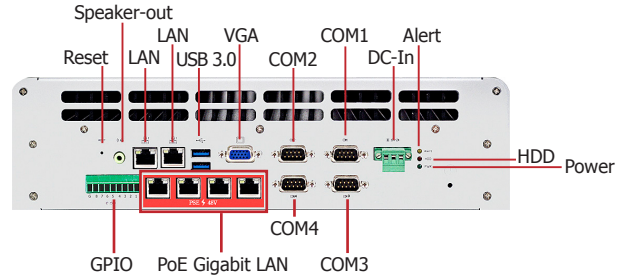 Speaker-out
LAN
VGA
COM1
Alert
Reset
LAN
USB 3.0
COM2
DC-In
HDD
Power
PSE 48V
COM4
GPIO
PoE Gigabit LAN
COM3